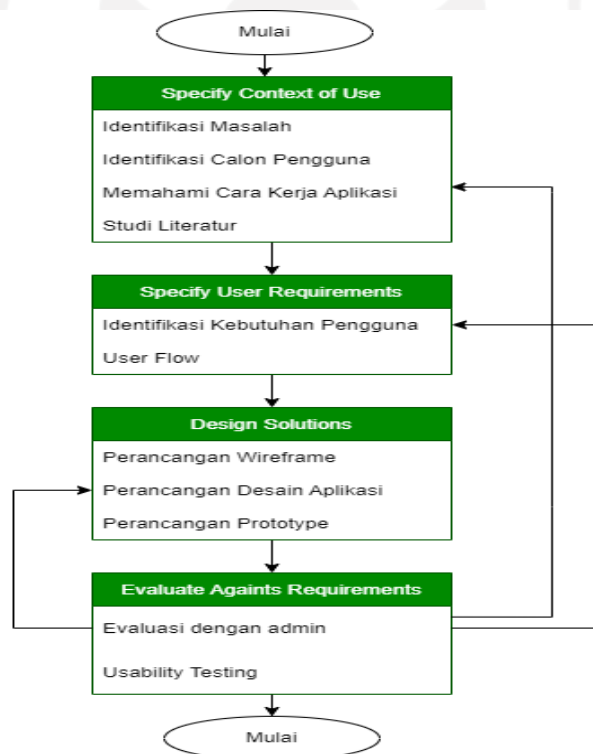 Mulai
Specify Context of Use
Identifikasi Masalah
Identifikasi Calon Pengguna
Memahami Cara Kerja Aplikasi
Studi Literatur
Specify User Requirements
Identifikasi Kebutuhan Pengguna
User Flow
Design Solutions
Perancangan Wireframe
Perancangan Desain Aplikasi
Perancangan Prototype
Evaluate Againts Requirements
Evaluasi dengan admin
Usability Testing
Mulai